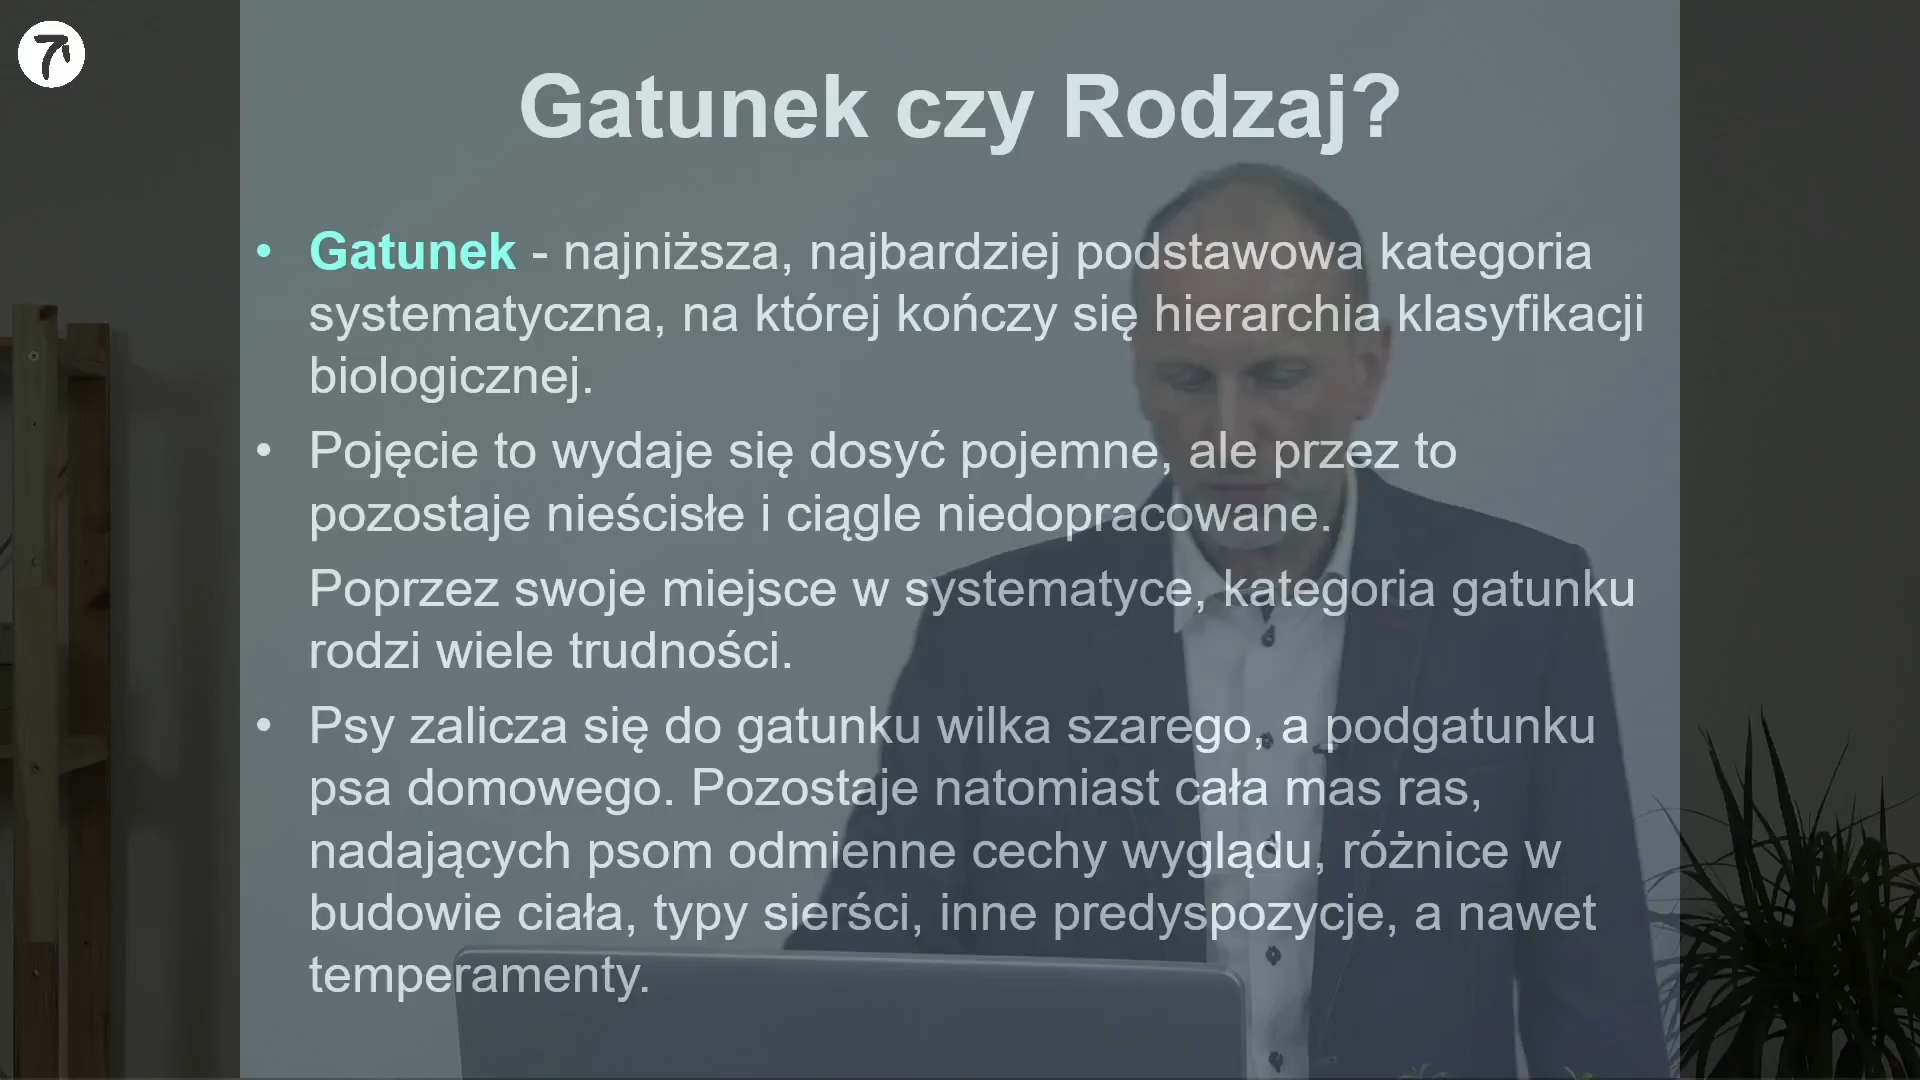 Gatunek czy Rodzaj?
• Gatunek - najniższa, najbardziej podstawowa kategoria
systematyczna, na której kończy się hierarchia klasyfikacji
biologicznej.
• Pojęcie to wydaje się dosyć pojemne, ale przez to
pozostaje nieścisłe i ciągle niedopracowane.
Poprzez swoje miejsce w systematyce, kategoria gatunku
rodzi wiele trudności.
• Psy zalicza się do gatunku wilka szarego, a podgatunku
psa domowego. Pozostaje natomiast cała mas ras,
nadających psom odmienne cechy wyglądu, różnice w
budowie ciała, typy sierści, inne predyspozycje, a nawet
temperamenty.